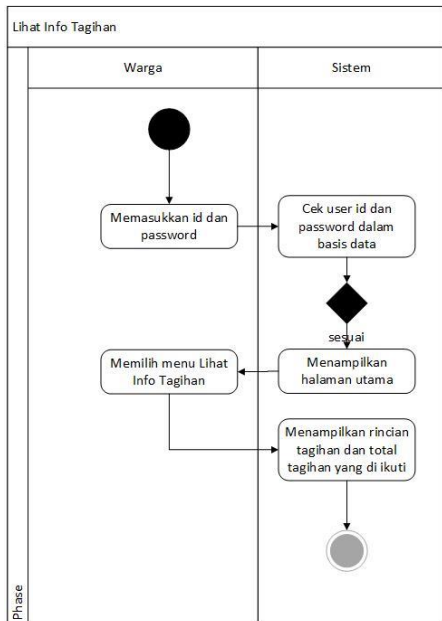 Lihat Info Tagihan
Warga
Sistem
Memasukkan id dan
password
Cek user id dan
password dalam
basis data
sesuai
Menampilkan
halaman utama
Memilih menu Lihat
Info Tagihan
Menampilkan rincian
tagihan dan total
tagihan yang di ikuti
Phase